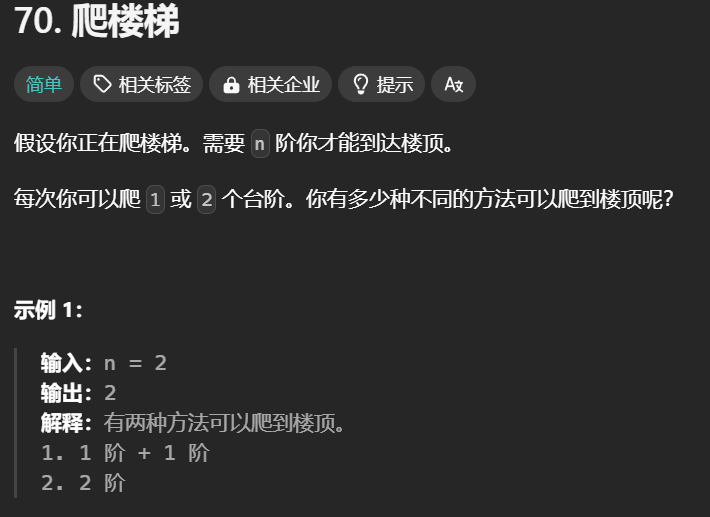 70. 爬楼梯
简单 相关标签 相关企业 提示 A文
假设你正在爬楼梯。需要 n 阶你才能到达楼顶。
每次你可以爬 1 或 2 个台阶。你有多少种不同的方法可以爬到楼顶呢？
示例 1：
输入：n = 2
输出：2
解释：有两种方法可以爬到楼顶。
1. 1 阶 + 1 阶
2. 2 阶